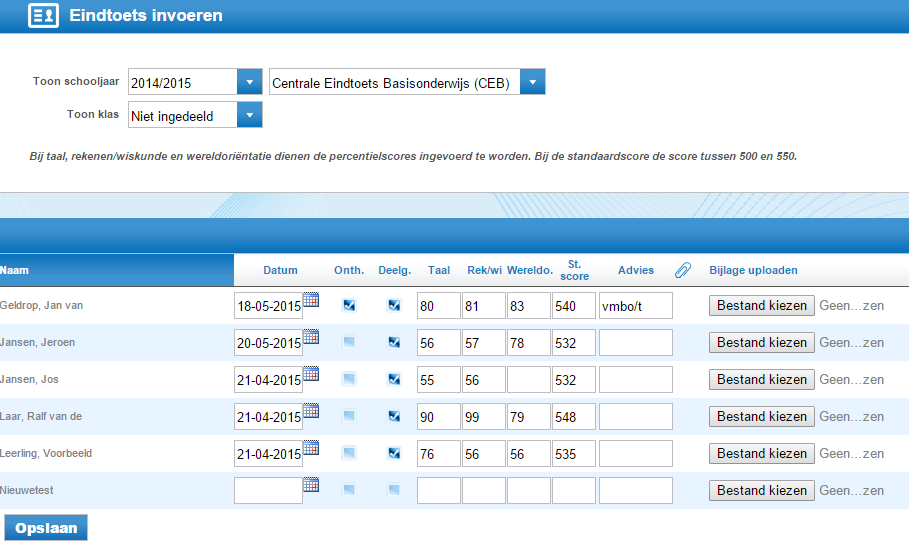 Eindtoets invoeren
Toon schooljaar 2014/2015 Centrale Eindtoets Basisonderwijs (CEB)
Toon klas Niet ingedeeld
Bij taal, rekenen/wiskunde en wereldoriëntatie dienen de percentielscores ingevoerd te worden. Bij de standaardscore de score tussen 500 en 550.
Naam Datum Onth. Deelg. Taal Rek/wi Wereldo. St. score Advies Bijlage uploaden
Geldrop, Jan van 18-05-2015 80 81 83 540 vmbo/t Bestand kiezen Geen...zen
Jansen, Jeroen 20-05-2015 56 57 78 532 Bestand kiezen Geen...zen
Jansen, Jos 21-04-2015 55 56 532 Bestand kiezen Geen...zen
Laar, Ralf van de 21-04-2015 90 99 79 548 Bestand kiezen Geen...zen
Leerling, Voorbeeld 21-04-2015 76 56 56 535 Bestand kiezen Geen...zen
Nieuwetest Bestand kiezen Geen...zen
Opslaan